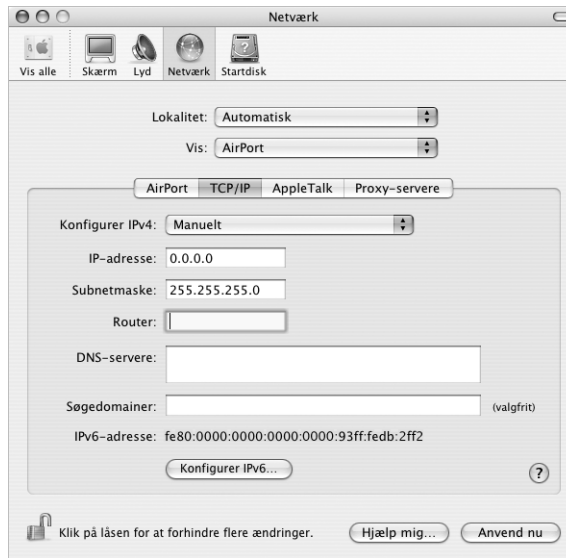 Netværk
Vis alle Skærm Lyd Netværk Startdisk
Lokalitet: Automatisk
Vis: AirPort
AirPort TCP/IP AppleTalk Proxy-servere
Konfigurer IPv4: Manuelt
IP-adresse: 0.0.0.0
Subnetmaske: 255.255.255.0
Router:
DNS-servere:
Søgedomainer: (valgfrit)
IPv6-adresse: fe80:0000:0000:0000:0000:93ff:fedb:2ff2
Konfigurer IPv6...
?
Klik på låsen for at forhindre flere ændringer. Hjælp mig... Anvend nu